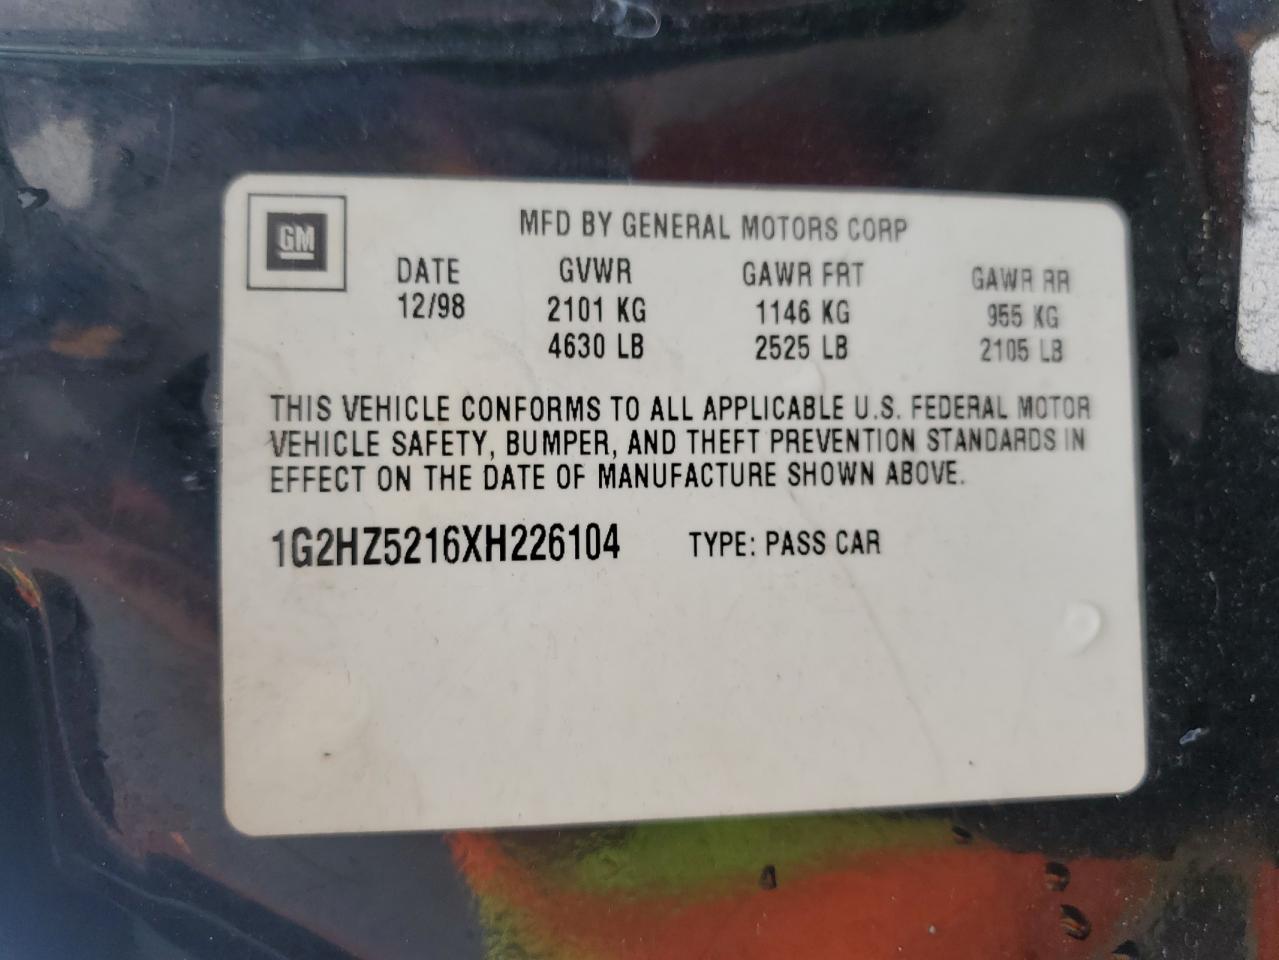 GM
MFD BY GENERAL MOTORS CORP
DATE GVWR GAWR FRT GAWR RR
12/98 2101 KG 1146 KG 955 KG
4630 LB 2525 LB 2105 LB
THIS VEHICLE CONFORMS TO ALL APPLICABLE U.S. FEDERAL MOTOR
VEHICLE SAFETY, BUMPER, AND THEFT PREVENTION STANDARDS IN
EFFECT ON THE DATE OF MANUFACTURE SHOWN ABOVE.
1G2HZ5216XH226104 TYPE: PASS CAR